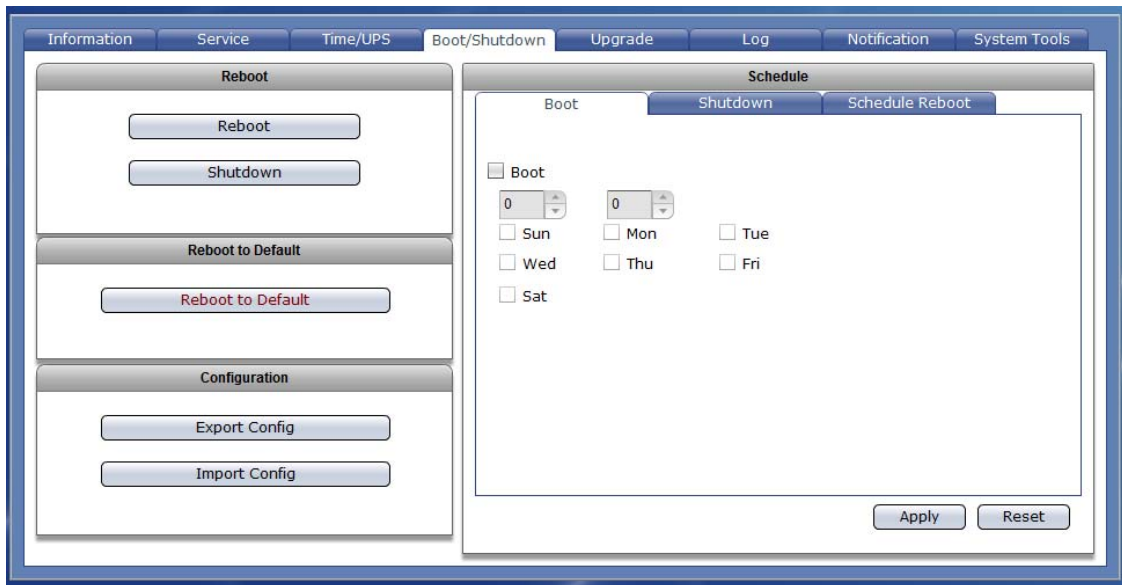 Information Service Time/UPS Boot/Shutdown Upgrade Log Notification System Tools
Reboot
Reboot
Shutdown
Reboot to Default
Reboot to Default
Configuration
Export Config
Import Config
Schedule
Boot Shutdown Schedule Reboot
Boot
0 0
Sun Mon Tue
Wed Thu Fri
Sat
Apply Reset